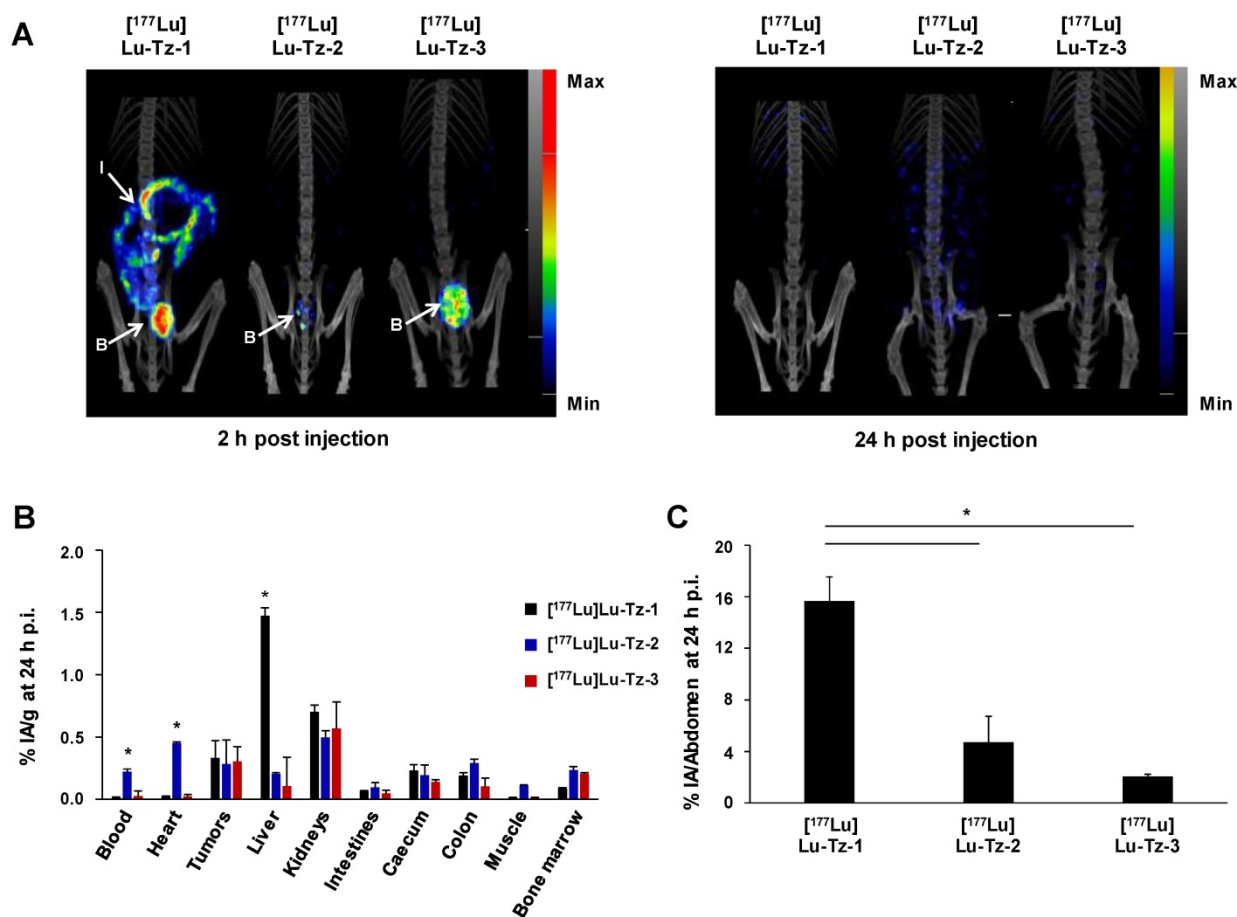 A
[¹⁷⁷Lu]
Lu-Tz-1
[¹⁷⁷Lu]
Lu-Tz-2
[¹⁷⁷Lu]
Lu-Tz-3
I
B
B
B
Max
Min
2 h post injection
[¹⁷⁷Lu]
Lu-Tz-1
[¹⁷⁷Lu]
Lu-Tz-2
[¹⁷⁷Lu]
Lu-Tz-3
Max
Min
24 h post injection
B
% IA/g at 24 h p.i.
2.0
1.5
1.0
0.5
0.0
*
*
*
[¹⁷⁷Lu]Lu-Tz-1
[¹⁷⁷Lu]Lu-Tz-2
[¹⁷⁷Lu]Lu-Tz-3
Blood
Heart
Tumors
Liver
Kidneys
Intestines
Caecum
Colon
Muscle
Bone marrow
C
*
% IA/Abdomen at 24 h p.i.
20
16
12
8
4
0
[¹⁷⁷Lu]
Lu-Tz-1
[¹⁷⁷Lu]
Lu-Tz-2
[¹⁷⁷Lu]
Lu-Tz-3